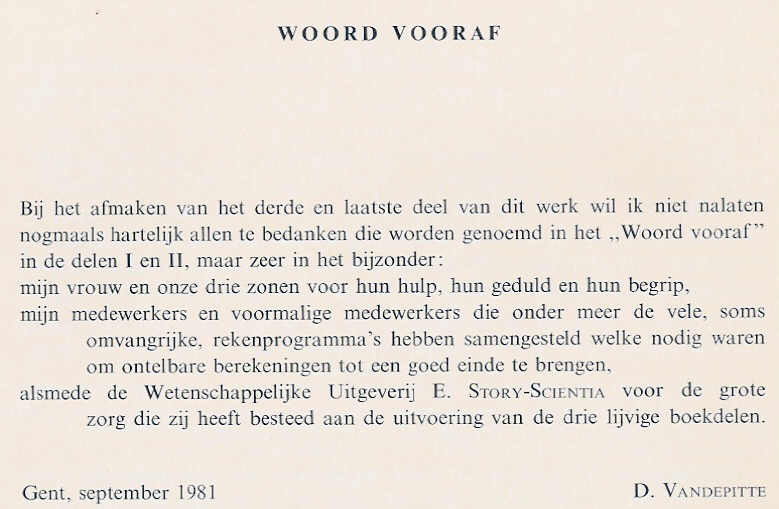 WOORD VOORAF
Bij het afmaken van het derde en laatste deel van dit werk wil ik niet nalaten
nogmaals hartelijk allen te bedanken die worden genoemd in het „Woord vooraf”
in de delen I en II, maar zeer in het bijzonder:
mijn vrouw en onze drie zonen voor hun hulp, hun geduld en hun begrip,
mijn medewerkers en voormalige medewerkers die onder meer de vele, soms
omvangrijke, rekenprogramma's hebben samengesteld welke nodig waren
om ontelbare berekeningen tot een goed einde te brengen,
alsmede de Wetenschappelijke Uitgeverij E. STORY-SCIENTIA voor de grote
zorg die zij heeft besteed aan de uitvoering van de drie lijvige boekdelen.
Gent, september 1981
D. VANDEPITTE